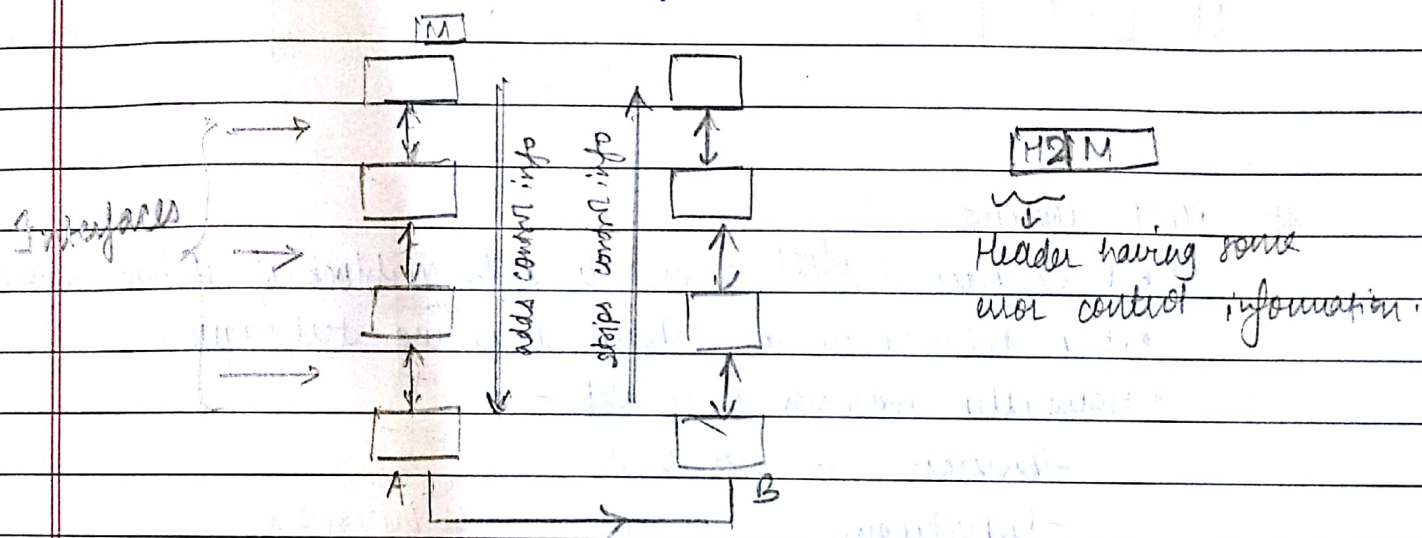 M
H2 M
Interfaces
adds control info
strips control info
Header having some
error control information.
A
B